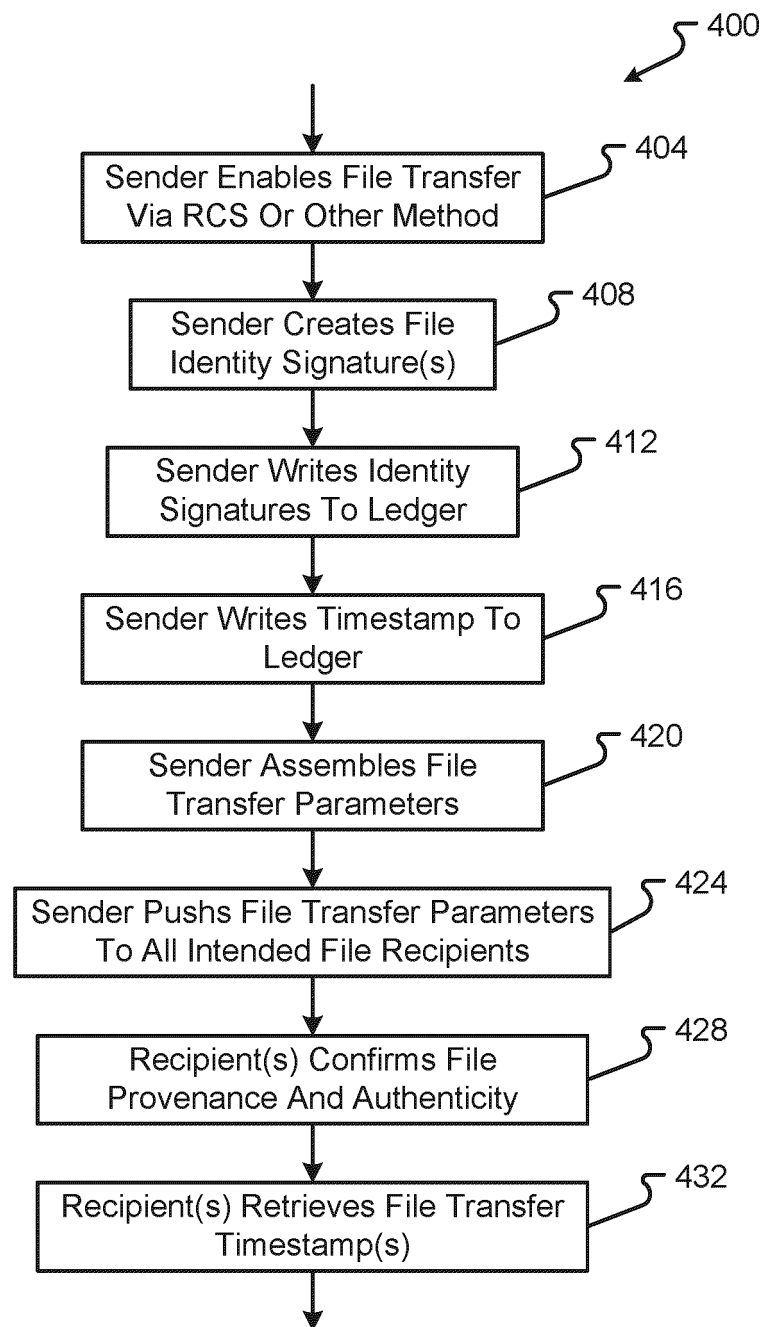 400
Sender Enables File Transfer
Via RCS Or Other Method
404
Sender Creates File
Identity Signature(s)
408
Sender Writes Identity
Signatures To Ledger
412
Sender Writes Timestamp To
Ledger
416
Sender Assembles File
Transfer Parameters
420
Sender Pushs File Transfer Parameters
To All Intended File Recipients
424
Recipient(s) Confirms File
Provenance And Authenticity
428
Recipient(s) Retrieves File Transfer
Timestamp(s)
432